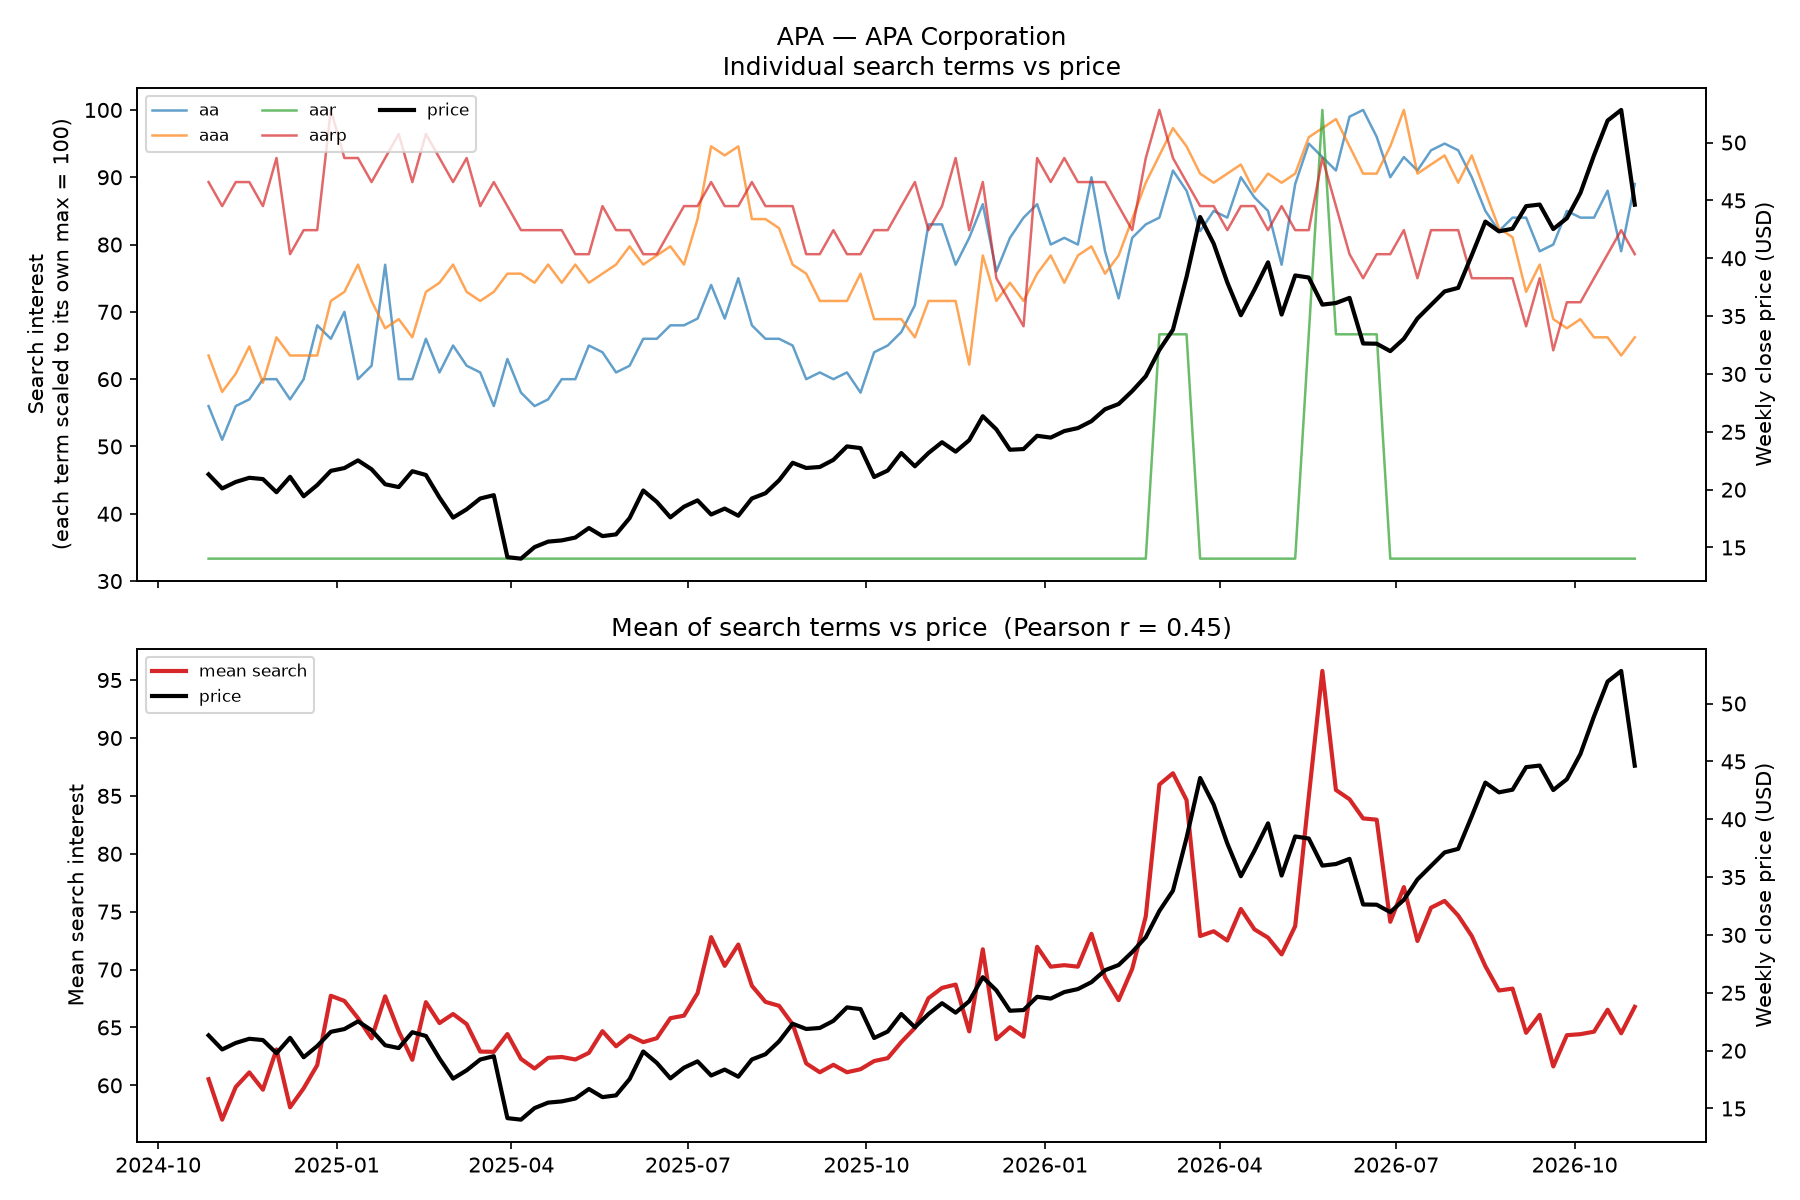 APA — APA Corporation
Individual search terms vs price
aa
aar
price
aaa
aarp
100
90
80
70
60
50
40
30
Search interest
(each term scaled to its own max = 100)
50
45
40
35
30
25
20
15
Weekly close price (USD)
Mean of search terms vs price (Pearson r = 0.45)
mean search
price
95
90
85
80
75
70
65
60
Mean search interest
50
45
40
35
30
25
20
15
Weekly close price (USD)
2024-10
2025-01
2025-04
2025-07
2025-10
2026-01
2026-04
2026-07
2026-10